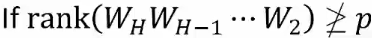 If rank(W_H W_{H−1} ⋯ W_2) ≱ p